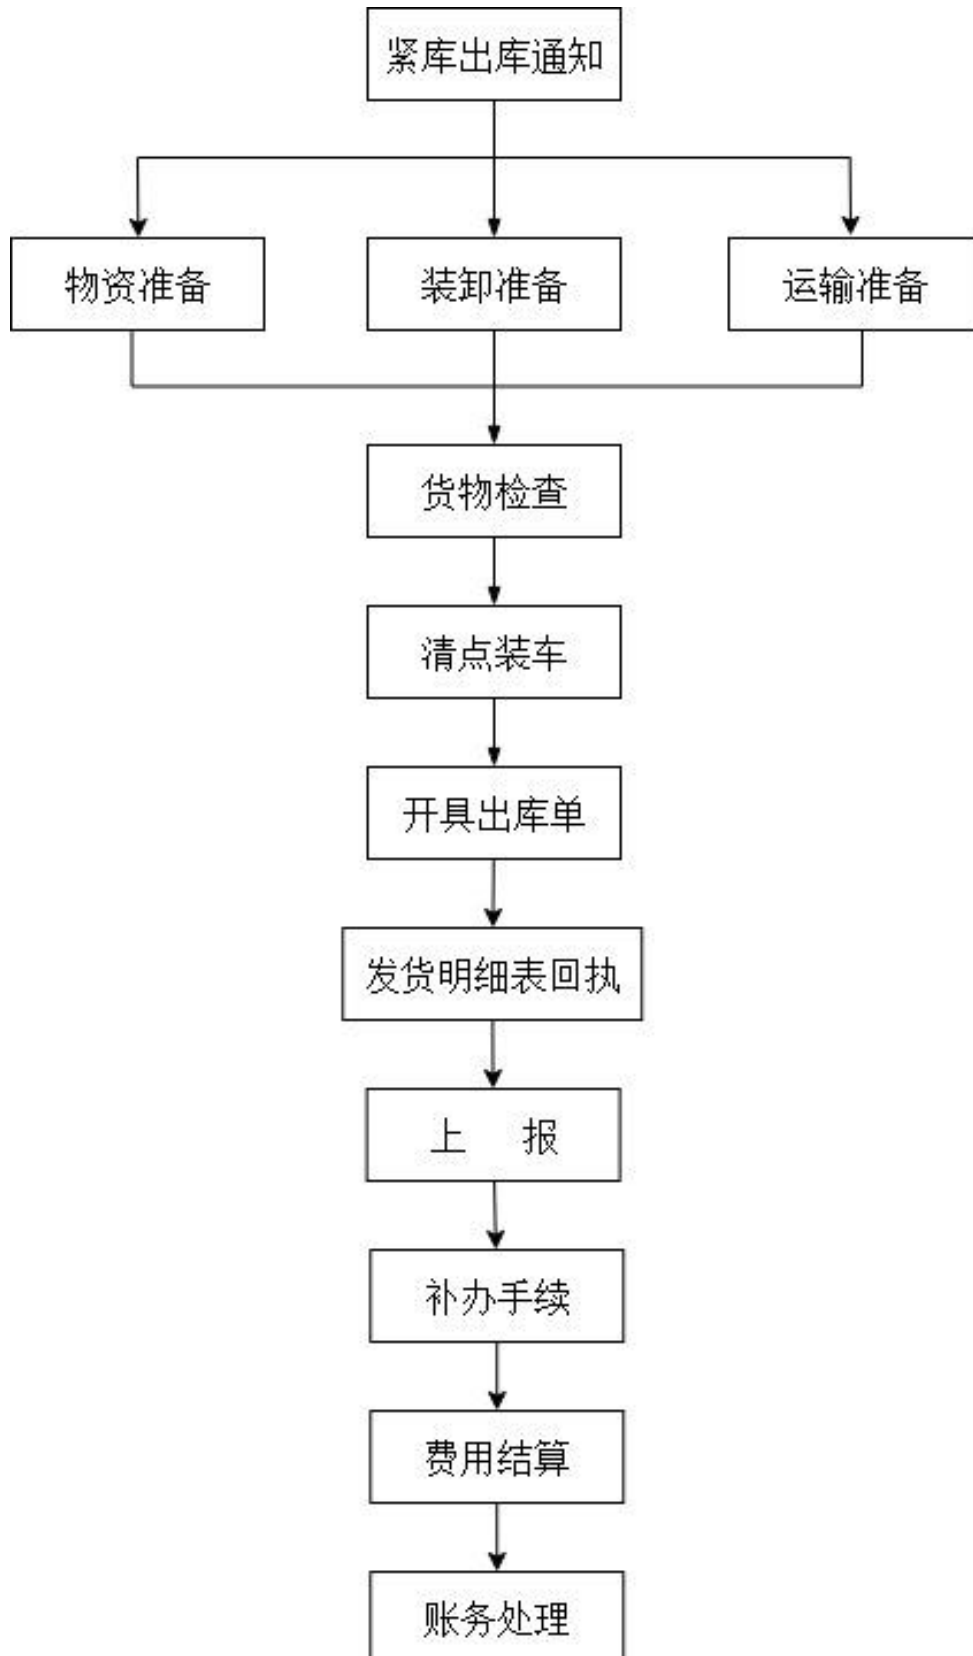 紧库出库通知
物资准备
装卸准备
运输准备
货物检查
清点装车
开具出库单
发货明细表回执
上 报
补办手续
费用结算
账务处理